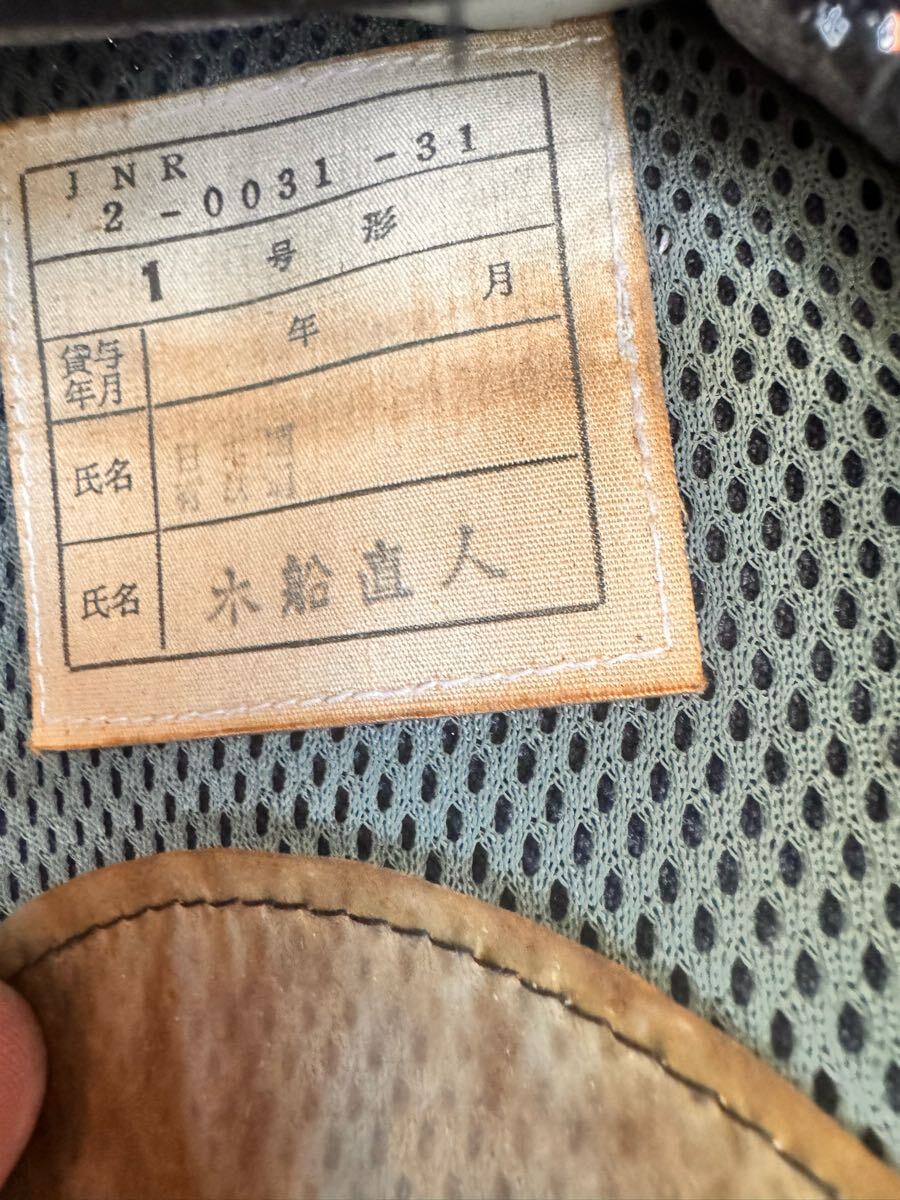 JNR
2-0031-31
1 号形
年 月
貸与
年月
氏名
氏名 水船直人